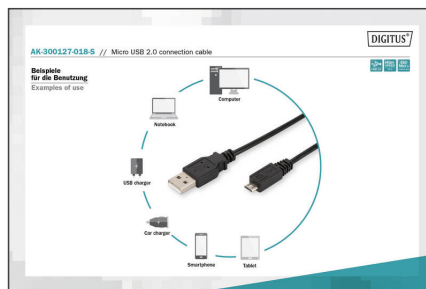 DIGITUS®
AK-300127-018-S // Micro USB 2.0 connection cable
Beispiele
für die Benutzung
Examples of use
Computer
Notebook
USB charger
Car charger
Smartphone
Tablet